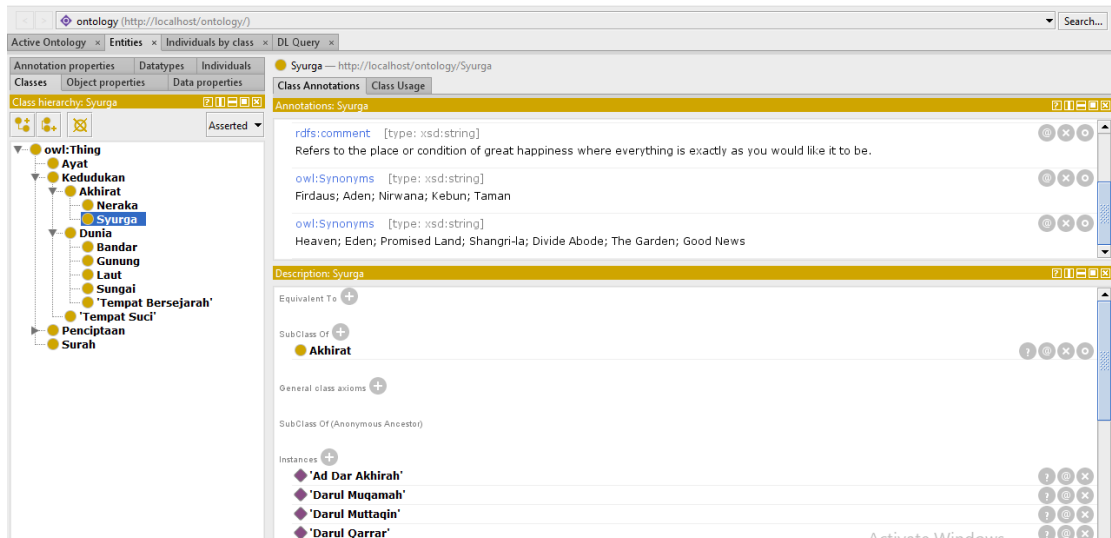 ontology (http://localhost/ontology/) Search...
Active Ontology × Entities × Individuals by class × DL Query ×
Annotation properties Datatypes Individuals
Classes Object properties Data properties
Class hierarchy: Syurga
Asserted
owl:Thing
Ayat
Kedudukan
Akhirat
Neraka
Syurga
Dunia
Bandar
Gunung
Laut
Sungai
'Tempat Bersejarah'
'Tempat Suci'
Penciptaan
Surah
Syurga — http://localhost/ontology/Syurga
Class Annotations Class Usage
Annotations: Syurga
rdfs:comment [type: xsd:string]
Refers to the place or condition of great happiness where everything is exactly as you would like it to be.
owl:Synonyms [type: xsd:string]
Firdaus; Aden; Nirwana; Kebun; Taman
owl:Synonyms [type: xsd:string]
Heaven; Eden; Promised Land; Shangri-la; Divide Abode; The Garden; Good News
Description: Syurga
Equivalent To
SubClass Of
Akhirat
General class axioms
SubClass Of (Anonymous Ancestor)
Instances
'Ad Dar Akhirah'
'Darul Muqamah'
'Darul Muttaqin'
'Darul Qarrar'
Activate Windows